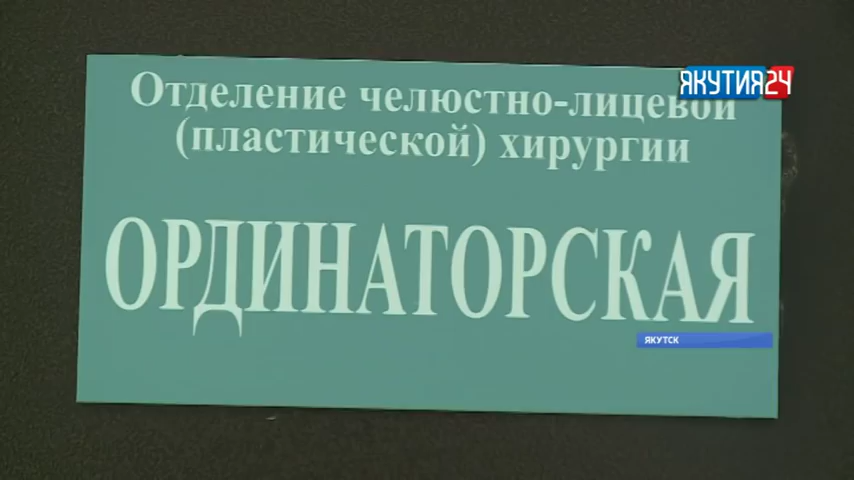 ЯКУТИЯ24
Отделение челюстно-лицевой
(пластической) хирургии
ОРДИНАТОРСКАЯ
ЯКУТСК